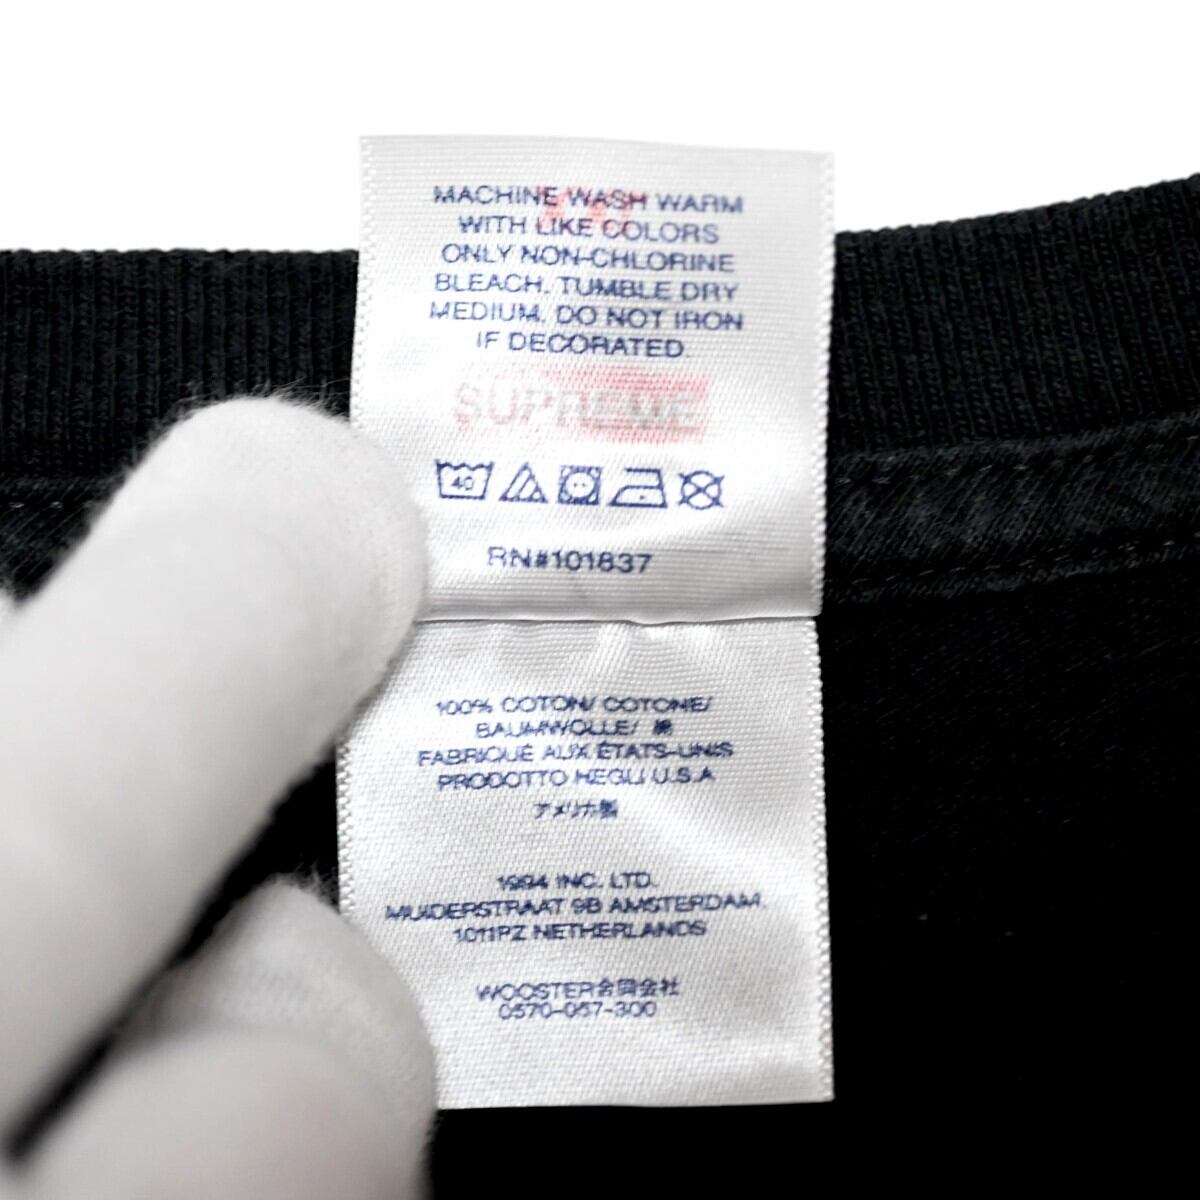 MACHINE WASH WARM
WITH LIKE COLORS
ONLY NON-CHLORINE
BLEACH. TUMBLE DRY
MEDIUM. DO NOT IRON
IF DECORATED.
SUPREME
40
RN#101837
100% COTON/ COTONE/
BAUMWOLLE/ 綿
FABRIQUÉ AUX ÉTATS-UNIS
PRODOTTO NEGLI U.S.A
アメリカ製
1994 INC. LTD.
MUIDERSTRAAT 9B AMSTERDAM.
1011PZ NETHERLANDS
WOOSTER合同会社
0570-057-300